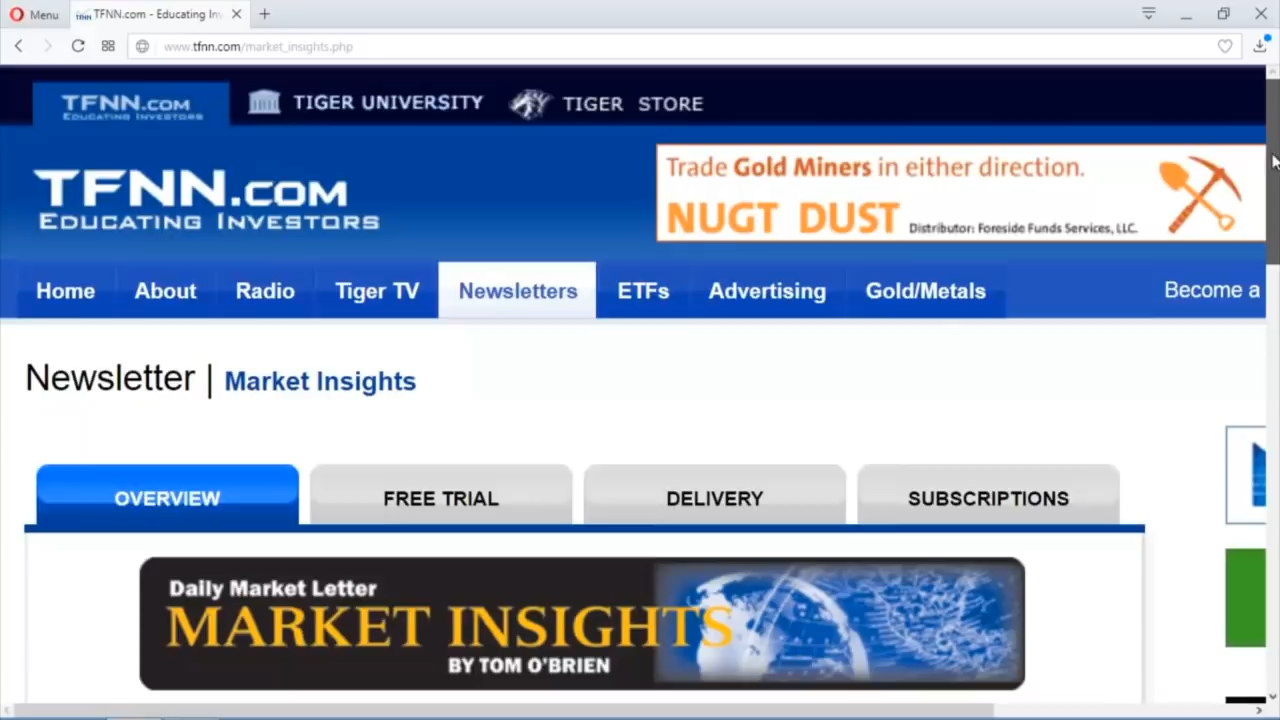 Menu
TFNN.com - Educating In
www.tfnn.com/market_insights.php
TFNN.COM
EDUCATING INVESTORS
TIGER UNIVERSITY
TIGER STORE
TFNN.COM
EDUCATING INVESTORS
Trade Gold Miners in either direction.
NUGT DUST Distributor: Foreside Funds Services, LLC.
Home About Radio Tiger TV Newsletters ETFs Advertising Gold/Metals Become a
Newsletter | Market Insights
OVERVIEW FREE TRIAL DELIVERY SUBSCRIPTIONS
Daily Market Letter
MARKET INSIGHTS
BY TOM O'BRIEN